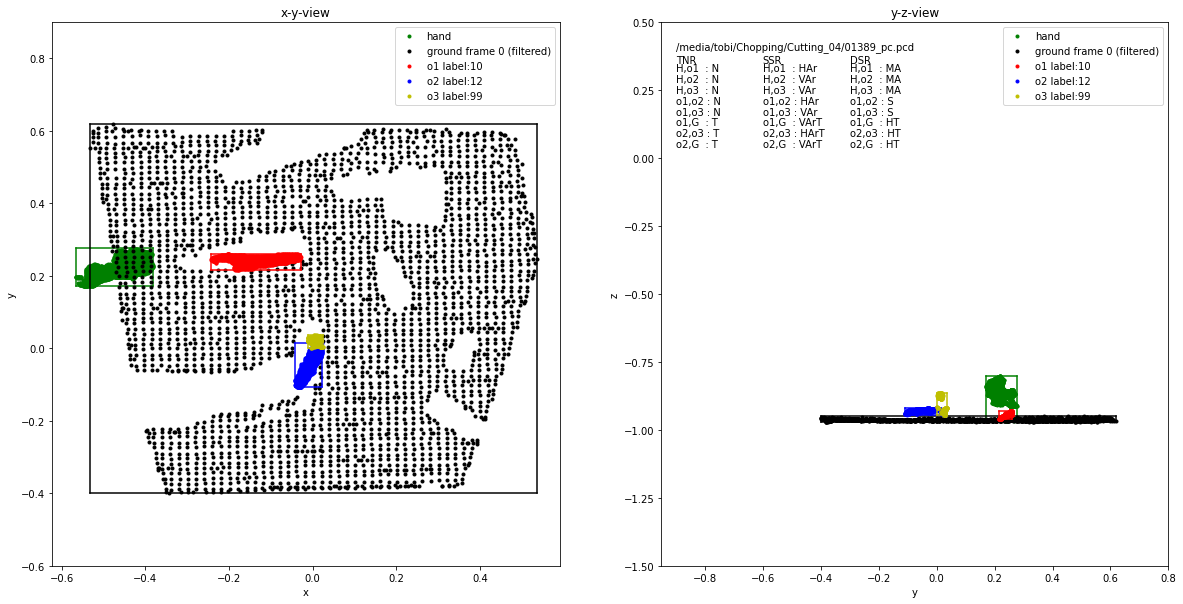 x-y-view
hand
ground frame 0 (filtered)
o1 label:10
o2 label:12
o3 label:99
0.8
0.6
0.4
0.2
0.0
−0.2
−0.4
−0.6
y
−0.6 −0.4 −0.2 0.0 0.2 0.4
x
y-z-view
/media/tobi/Chopping/Cutting_04/01389_pc.pcd
TNR SSR DSR
H,o1 : N H,o1 : HAr H,o1 : MA
H,o2 : N H,o2 : VAr H,o2 : MA
H,o3 : N H,o3 : VAr H,o3 : MA
o1,o2 : N o1,o2 : HAr o1,o2 : S
o1,o3 : N o1,o3 : VAr o1,o3 : S
o1,G : T o1,G : VArT o1,G : HT
o2,o3 : T o2,o3 : HArT o2,o3 : HT
o2,G : T o2,G : VArT o2,G : HT
hand
ground frame 0 (filtered)
o1 label:10
o2 label:12
o3 label:99
0.50
0.25
0.00
−0.25
−0.50
−0.75
−1.00
−1.25
−1.50
z
−0.8 −0.6 −0.4 −0.2 0.0 0.2 0.4 0.6 0.8
y